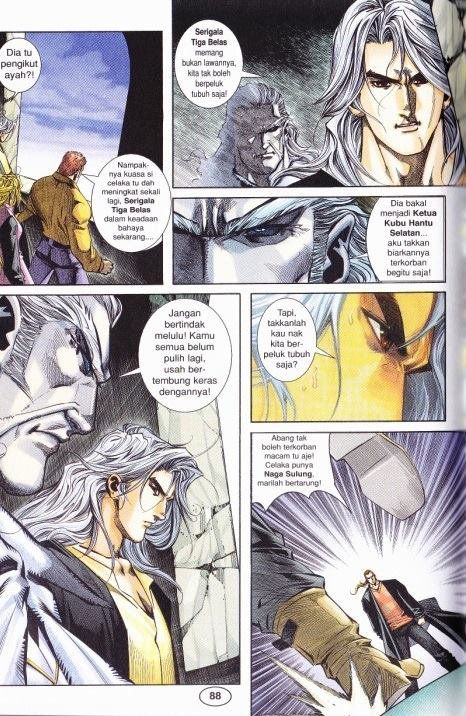 Dia tu
pengikut
ayah?!
Nampak-
nya kuasa si
celaka tu dah
meningkat sekali
lagi, Serigala
Tiga Belas
dalam keadaan
bahaya
sekarang....
Serigala
Tiga Belas
memang
bukan lawannya,
kita tak boleh
berpeluk
tubuh saja!
Dia bakal
menjadi Ketua
Kubu Hantu
Selatan...
aku takkan
biarkannya
terkorban
begitu saja!
Jangan
bertindak
melulu! Kamu
semua belum
pulih lagi,
usah ber-
tembung keras
dengannya!
Tapi,
takkanlah
kau nak
kita ber-
peluk tubuh
saja?
Abang tak
boleh terkorban
macam tu aje!
Celaka punya
Naga Sulung,
marilah bertarung!
88